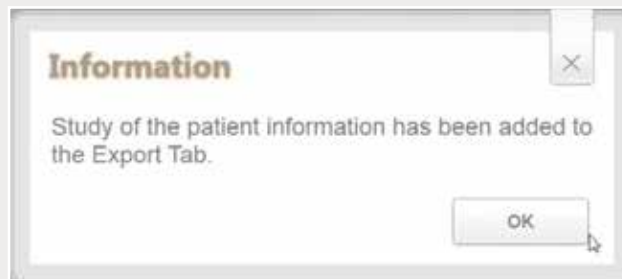 Information
Study of the patient information has been added to
the Export Tab.
OK